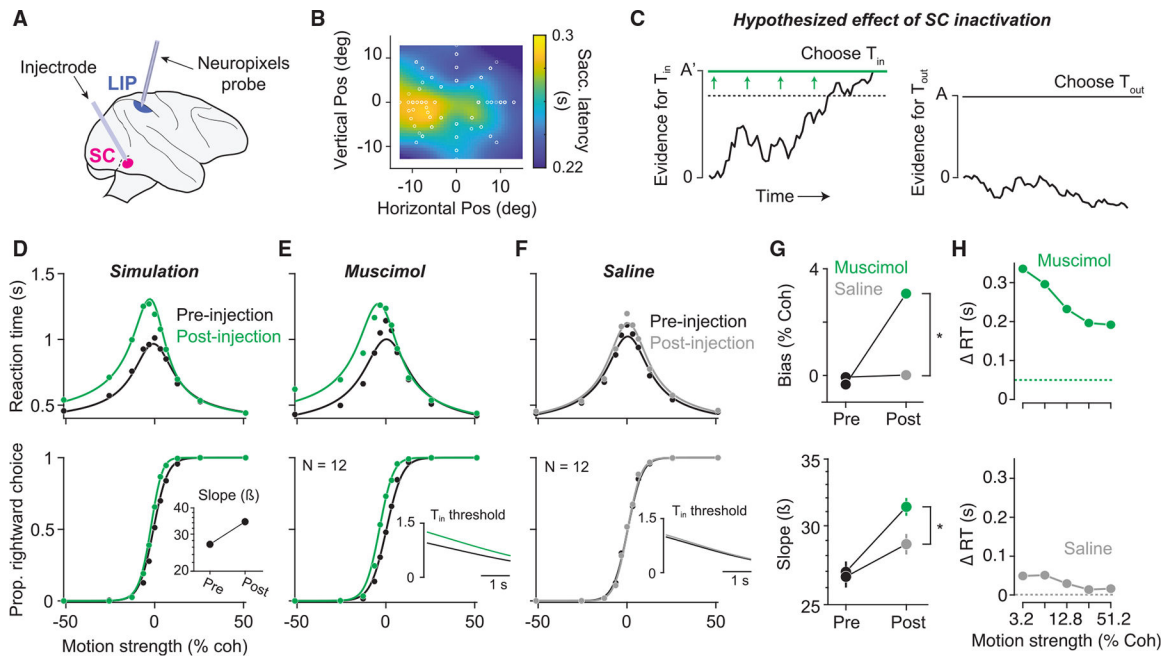 A
Injectrode
LIP
Neuropixels
probe
SC
B
Vertical Pos (deg)
10
0
-10
-10 0 10
Horizontal Pos (deg)
0.3
Sacc. latency
(s)
0.22
C
Hypothesized effect of SC inactivation
Evidence for Tin
A'
0
Choose Tin
Time
Evidence for Tout
A
0
Choose Tout
D
Simulation
Reaction time (s)
1.5
1
0.5
Pre-injection
Post-injection
Prop. rightward choice
1
0.5
0
Slope (ß)
40
30
20
Pre Post
-50 0 50
Motion strength (% coh)
E
Muscimol
N = 12
Tin threshold
1.5
0
1 s
-50 0 50
F
Saline
Pre-injection
Post-injection
N = 12
Tin threshold
1.5
0
1 s
-50 0 50
G
Muscimol
Saline
Bias (% Coh)
4
0
*
Pre Post
Slope (ß)
35
30
25
*
Pre Post
H
Muscimol
Δ RT (s)
0.3
0.2
0.1
0
Δ RT (s)
0.3
0.2
0.1
0
Saline
3.2 12.8 51.2
Motion strength (% Coh)